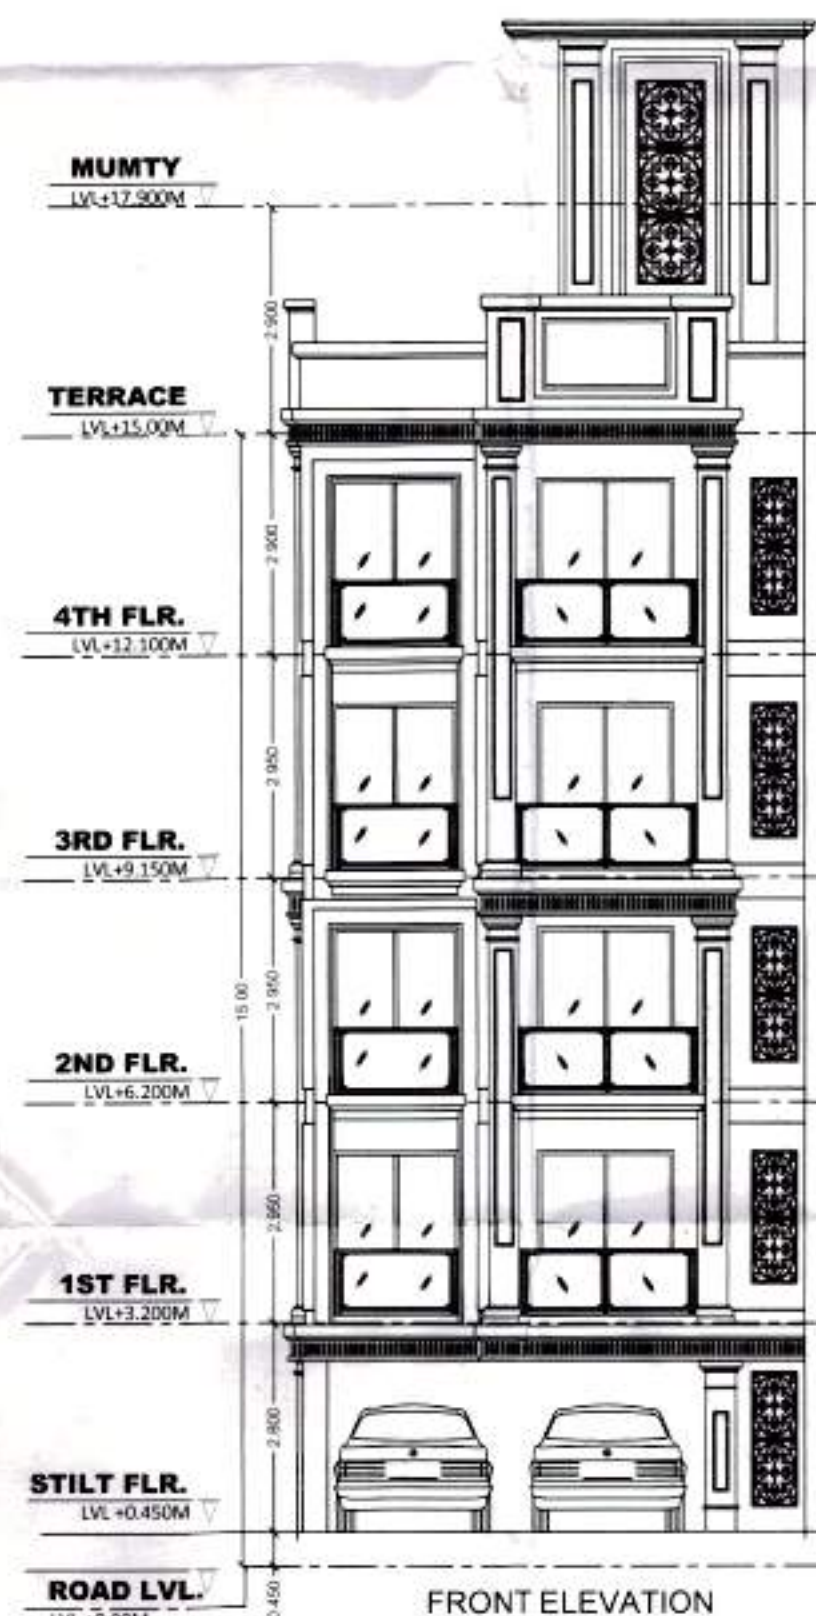 MUMTY
LVL+17.900M
2.900
TERRACE
LVL+15.00M
2.900
4TH FLR.
LVL+12.100M
2.950
3RD FLR.
LVL+9.150M
2.950
15.00
2ND FLR.
LVL+6.200M
2.950
1ST FLR.
LVL+3.200M
2.800
STILT FLR.
LVL +0.450M
ROAD LVL.
0.450
FRONT ELEVATION